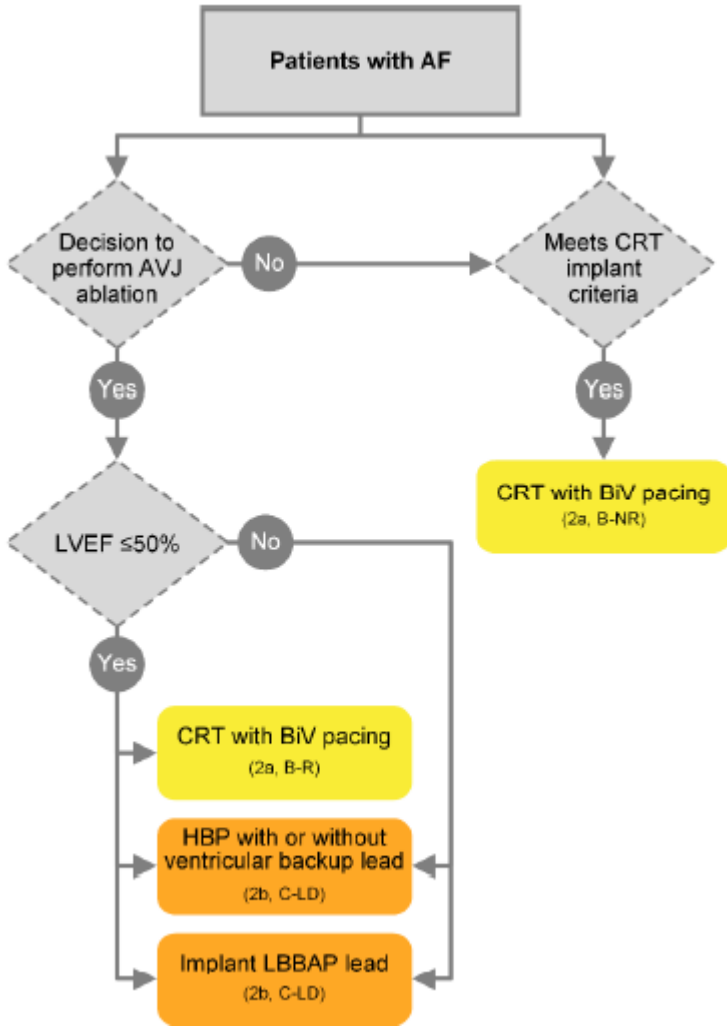 Patients with AF
Decision to
perform AVJ
ablation
No
Meets CRT
implant
criteria
Yes
Yes
CRT with BiV pacing
(2a, B-NR)
LVEF ≤50%
No
Yes
CRT with BiV pacing
(2a, B-R)
HBP with or without
ventricular backup lead
(2b, C-LD)
Implant LBBAP lead
(2b, C-LD)